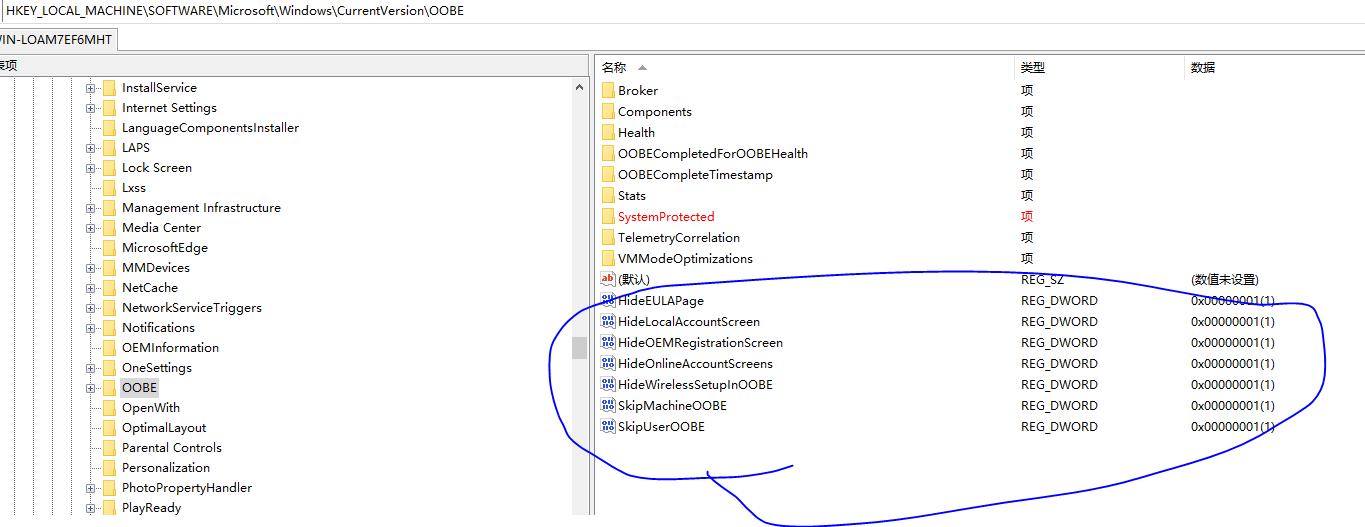 HKEY_LOCAL_MACHINE\SOFTWARE\Microsoft\Windows\CurrentVersion\OOBE
WIN-LOAM7EF6MHT
表项
InstallService
Internet Settings
LanguageComponentsInstaller
LAPS
Lock Screen
Lxss
Management Infrastructure
Media Center
MicrosoftEdge
MMDevices
NetCache
NetworkServiceTriggers
Notifications
OEMInformation
OneSettings
OOBE
OpenWith
OptimalLayout
Parental Controls
Personalization
PhotoPropertyHandler
PlayReady
名称 类型 数据
Broker 项
Components 项
Health 项
OOBECompletedForOOBEHealth 项
OOBECompleteTimestamp 项
Stats 项
SystemProtected 项
TelemetryCorrelation 项
VMModeOptimizations 项
(默认) REG_SZ (数值未设置)
HideEULAPage REG_DWORD 0x00000001(1)
HideLocalAccountScreen REG_DWORD 0x00000001(1)
HideOEMRegistrationScreen REG_DWORD 0x00000001(1)
HideOnlineAccountScreens REG_DWORD 0x00000001(1)
HideWirelessSetupInOOBE REG_DWORD 0x00000001(1)
SkipMachineOOBE REG_DWORD 0x00000001(1)
SkipUserOOBE REG_DWORD 0x00000001(1)